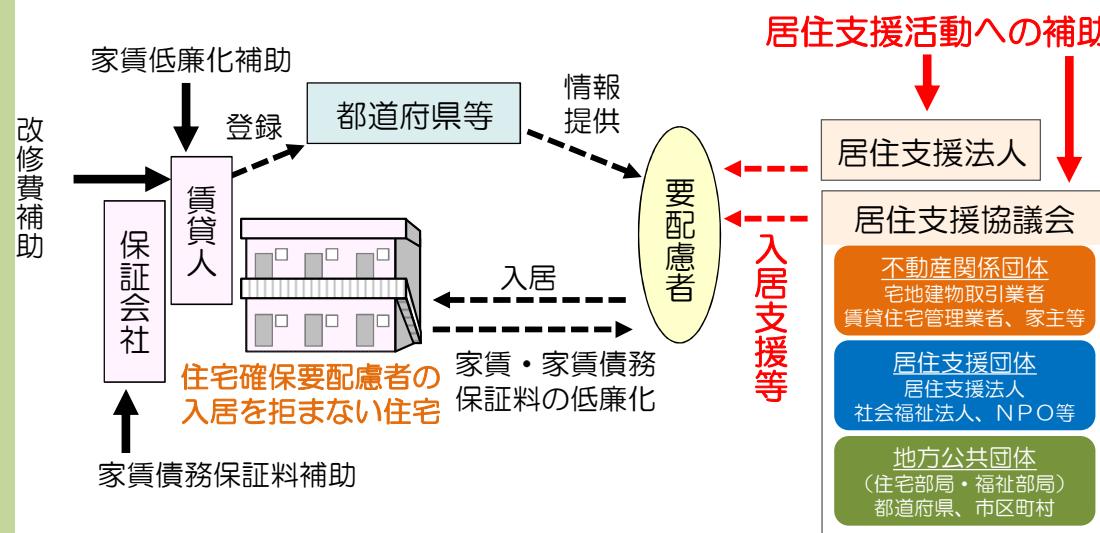 居住支援活動への補助
家賃低廉化補助
改修費補助
登録
都道府県等
情報
提供
賃貸人
保証会社
要配慮者
居住支援法人
居住支援協議会
不動産関係団体
宅地建物取引業者
賃貸住宅管理業者、家主等
居住支援団体
居住支援法人
社会福祉法人、NPO等
地方公共団体
（住宅部局・福祉部局）
都道府県、市区町村
入居
入居支援等
住宅確保要配慮者の
入居を拒まない住宅
家賃・家賃債務
保証料の低廉化
家賃債務保証料補助